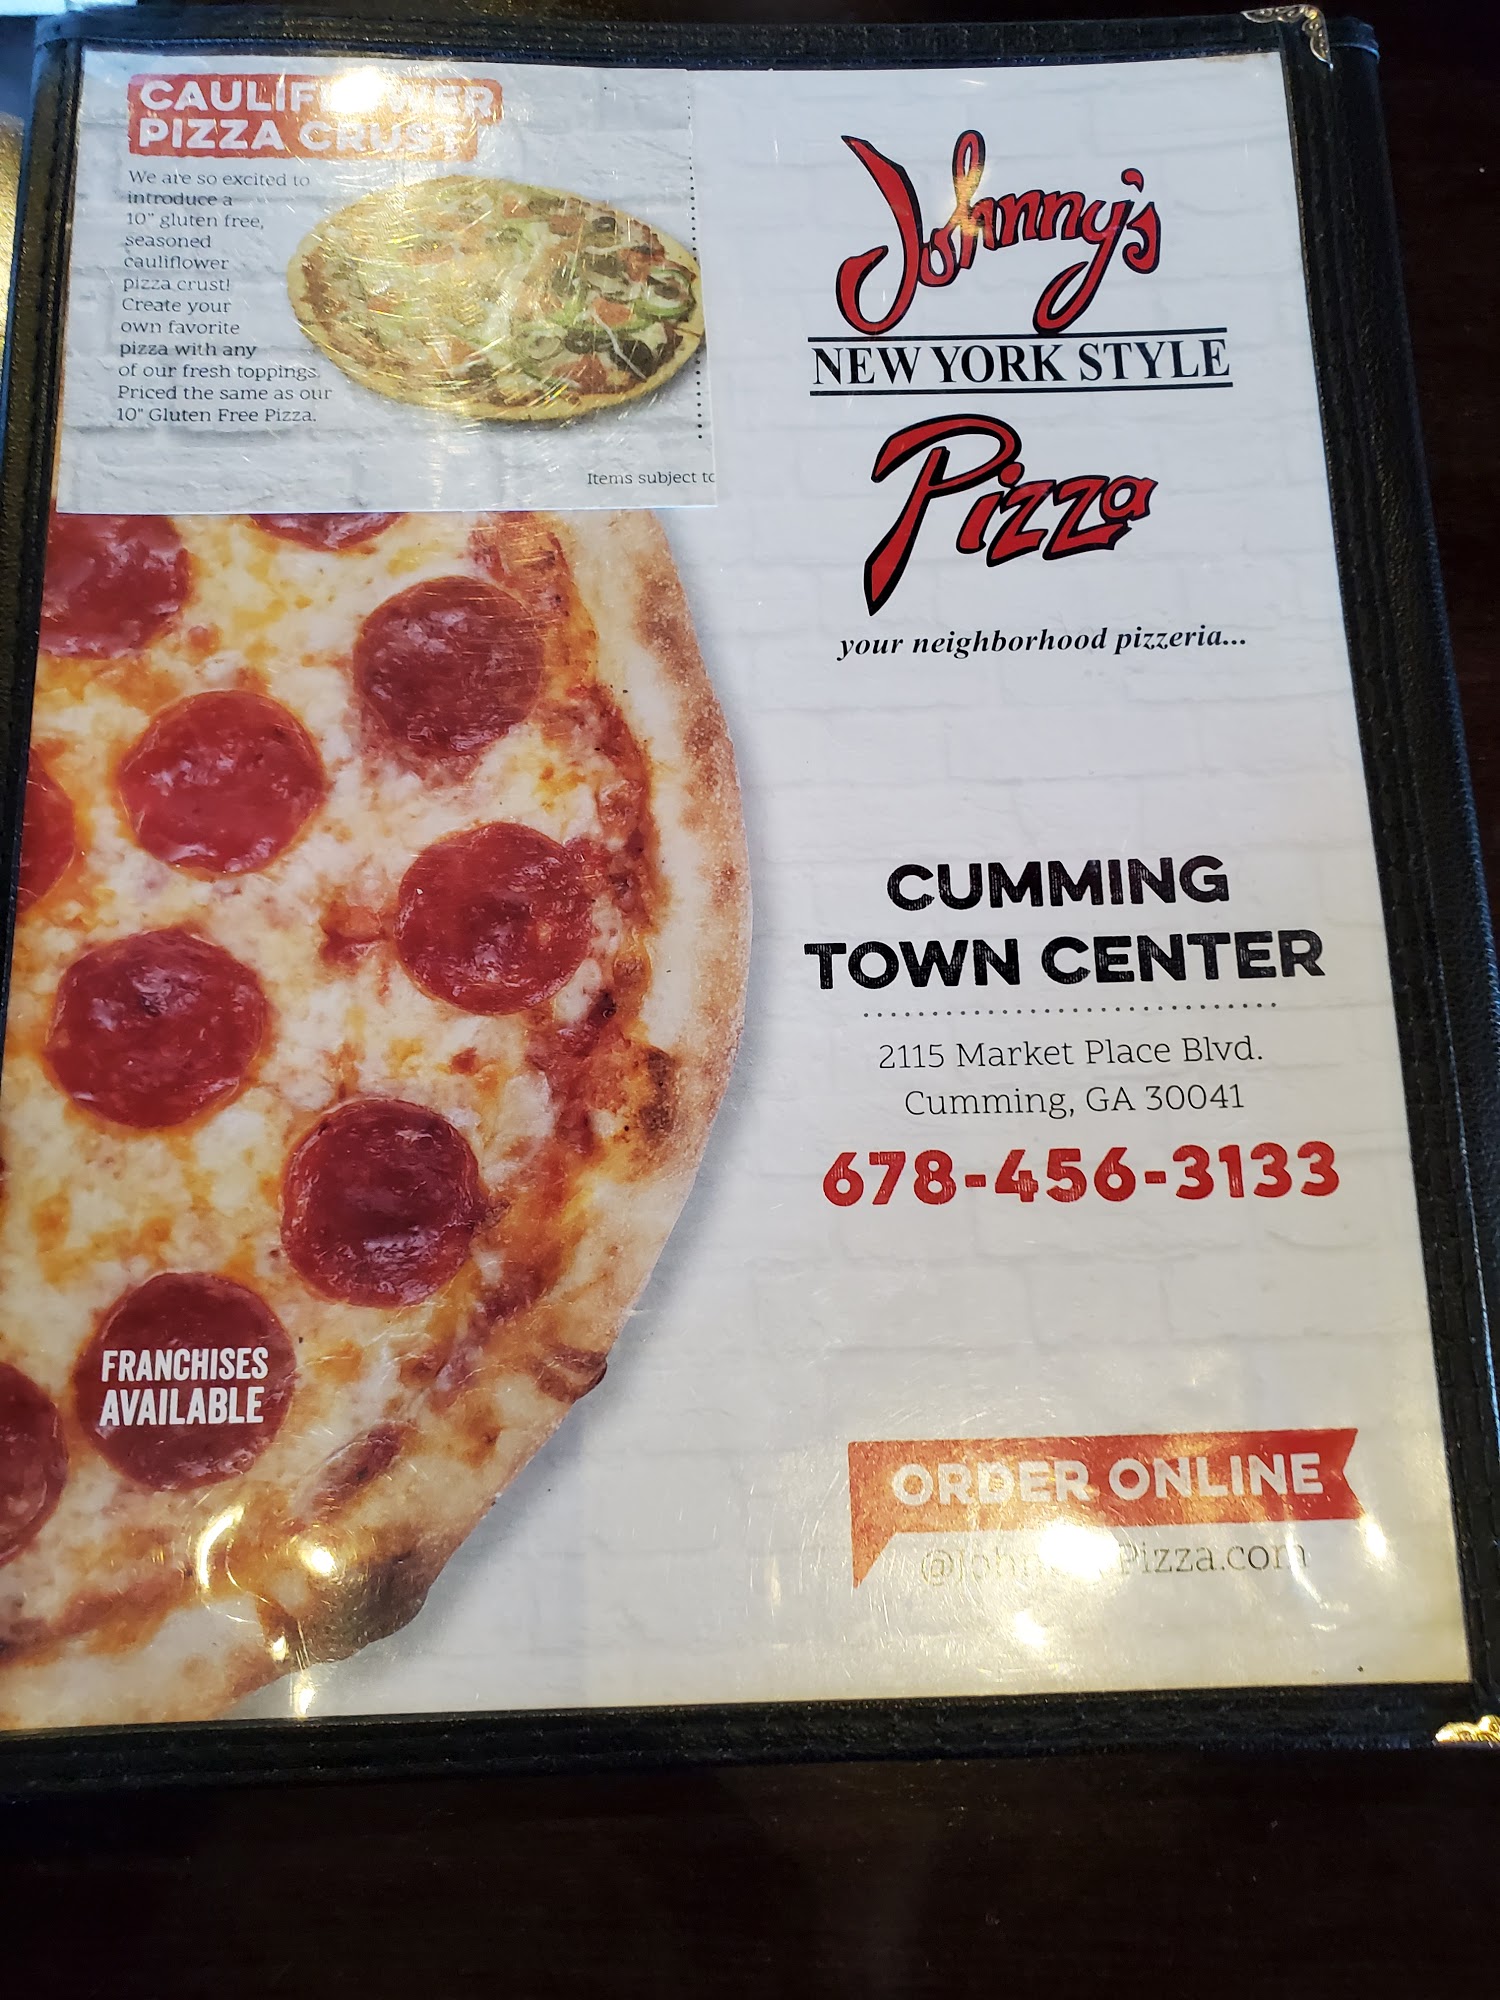 CAULIFLOWER
PIZZA CRUST
We are so excited to
introduce a
10" gluten free,
seasoned
cauliflower
pizza crust!
Create your
own favorite
pizza with any
of our fresh toppings.
Priced the same as our
10" Gluten Free Pizza.
Items subject to
Johnny's
NEW YORK STYLE
Pizza
your neighborhood pizzeria...
CUMMING
TOWN CENTER
2115 Market Place Blvd.
Cumming, GA 30041
678-456-3133
FRANCHISES
AVAILABLE
ORDER ONLINE